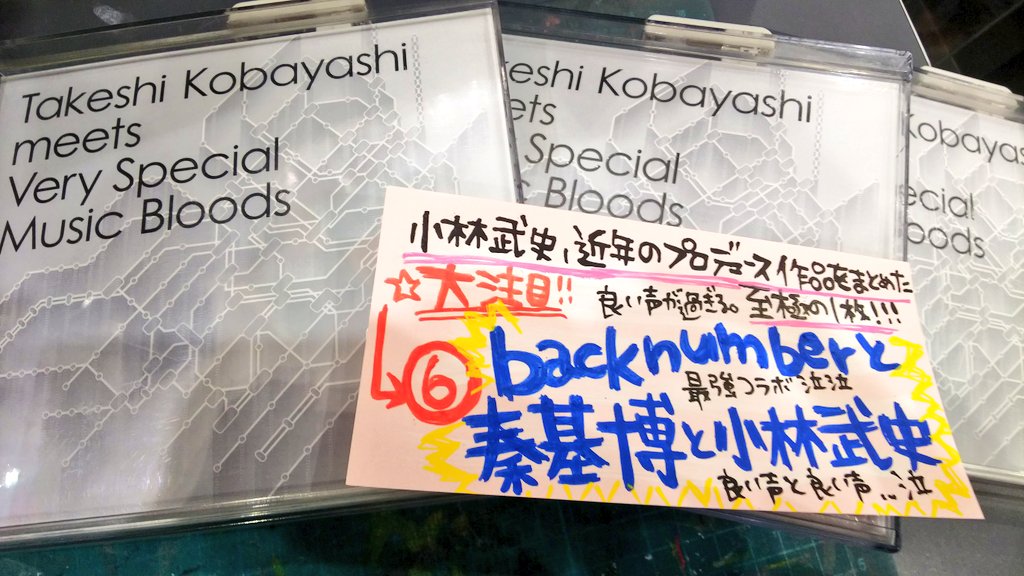 Takeshi Kobayashi
meets
Very Special
Music Bloods
keshi Kobayashi
ets
Special
Bloods
Kobayas
ecial
oods
小林武史、近年のプロデュース作品をまとめた
☆大注目!!
良い声が過ぎる。至極の1枚!!!
⑥
backnumberと
最強コラボ泣泣
秦基博と小林武史
良い声と良い声...泣